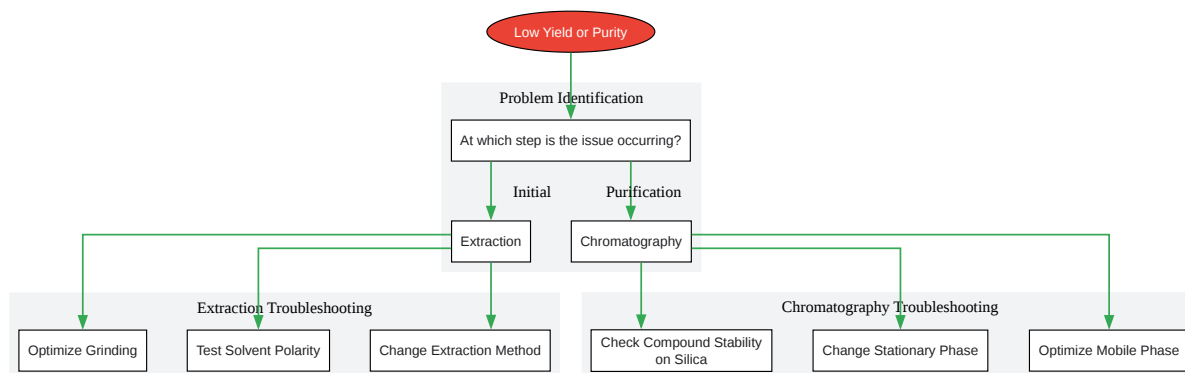 Low Yield or Purity
Problem Identification
At which step is the issue occurring?
Initial
Purification
Extraction
Chromatography
Extraction Troubleshooting
Chromatography Troubleshooting
Optimize Grinding
Test Solvent Polarity
Change Extraction Method
Check Compound Stability
on Silica
Change Stationary Phase
Optimize Mobile Phase